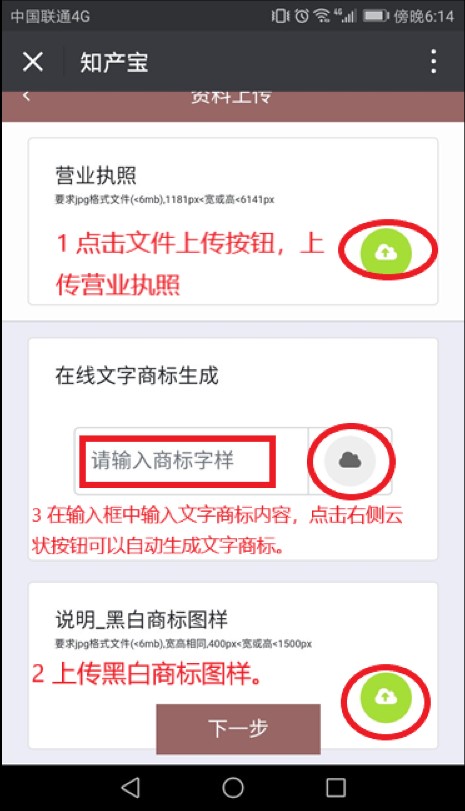 中国联通4G
46
傍晚6:14
知产宝
资料上传
营业执照
要求jpg格式文件(<6mb),1181px<宽或高<6141px
1 点击文件上传按钮，上
传营业执照
在线文字商标生成
请输入商标字样
3 在输入框中输入文字商标内容，点击右侧云
状按钮可以自动生成文字商标。
说明_黑白商标图样
要求jpg格式文件(<6mb),宽高相同,400px<宽或高<1500px
2 上传黑白商标图样。
下一步